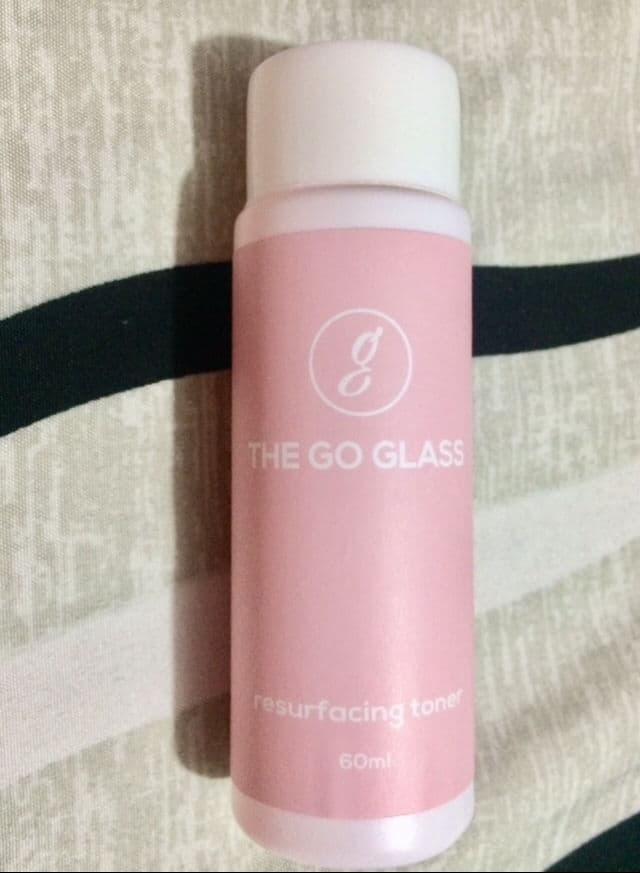 g
THE GO GLASS
resurfacing toner
60ml